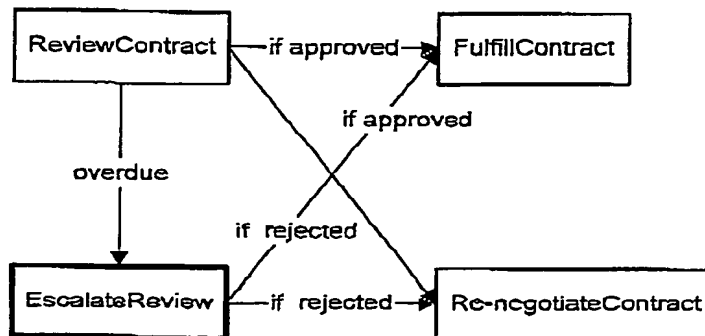 ReviewContract
if approved
FulfillContract
if approved
overdue
if rejected
EscalateReview
if rejected
Re-negotiateContract